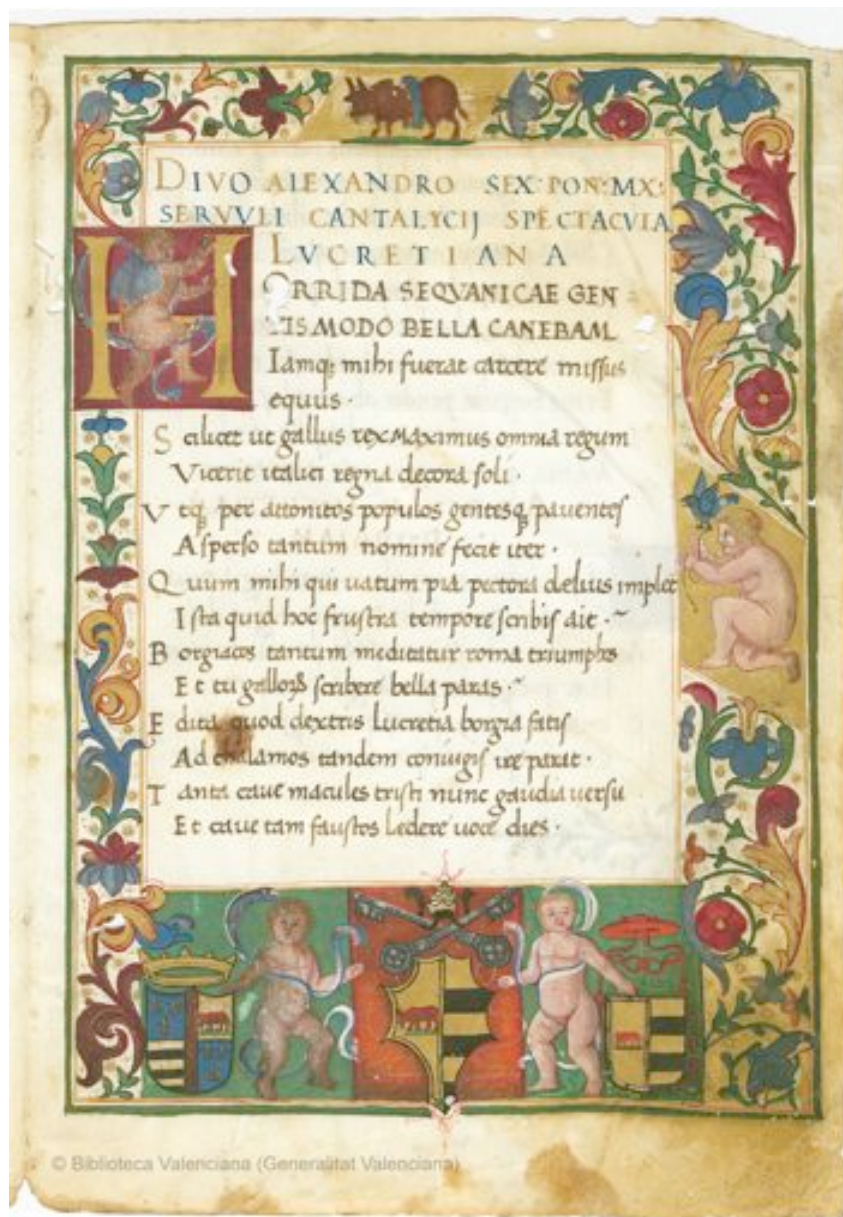 DIVO ALEXANDRO SEX· PON· MX:
SERVVLI CANTALYCIJ SPECTACVLA
LVCRETIANA
HORRIDA SEQVANICAE GEN=
TIS MODO BELLA CANEBAM
Iamq; mihi fuerat carcere missus
equus·
Scilicet ut gallus rex Maximus omnia regum
Vicerit italici regna decora soli·
Vtq; per attonitos populos gentesq; pauentes
Asperso tantum nomine fecit iter·
Quum mihi qui uatum pia pectora delius implet
Ista quid hoc frustra tempore scribis ait·~
Borgiacos tantum meditatur roma triumphos
Et tu galloꝝ scribere bella paras·~
Edita quod dextris Lucretia borgia fatis
Ad thalamos tandem coniugis ire parat·
Tanta caue macules tristi nunc gaudia uersu
Et caue tam faustos ledere uoce dies·
© Biblioteca Valenciana (Generalitat Valenciana)